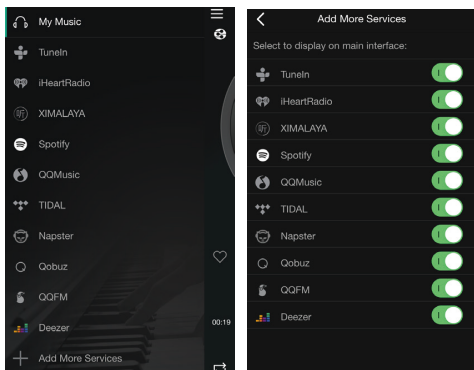 My Music
TuneIn
iHeartRadio
XIMALAYA
Spotify
QQMusic
TIDAL
Napster
Qobuz
QQFM
Deezer
00:19
Add More Services
Add More Services
Select to display on main interface:
TuneIn
iHeartRadio
XIMALAYA
Spotify
QQMusic
TIDAL
Napster
Qobuz
QQFM
Deezer